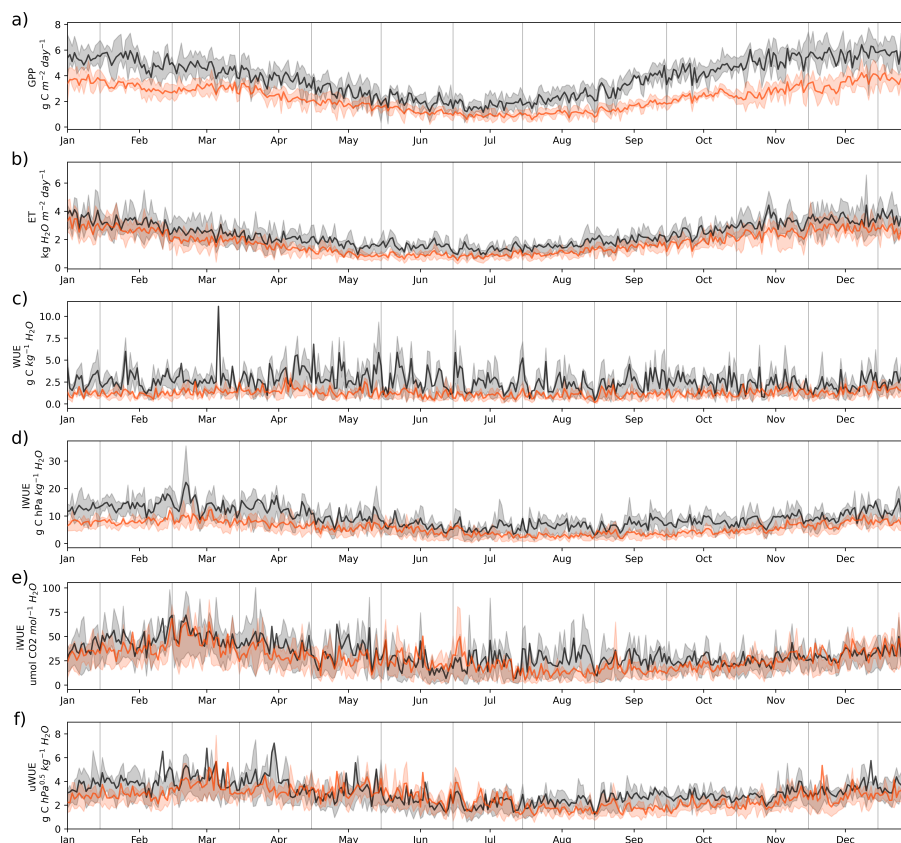 a)
GPP
g C m⁻² day⁻¹
8
6
4
2
0
Jan Feb Mar Apr May Jun Jul Aug Sep Oct Nov Dec
b)
ET
kg H₂O m⁻² day⁻¹
6
4
2
0
Jan Feb Mar Apr May Jun Jul Aug Sep Oct Nov Dec
c)
WUE
g C kg⁻¹ H₂O
10.0
7.5
5.0
2.5
0.0
Jan Feb Mar Apr May Jun Jul Aug Sep Oct Nov Dec
d)
IWUE
g C hPa kg⁻¹ H₂O
30
20
10
0
Jan Feb Mar Apr May Jun Jul Aug Sep Oct Nov Dec
e)
iWUE
umol CO2 mol⁻¹ H₂O
100
75
50
25
0
Jan Feb Mar Apr May Jun Jul Aug Sep Oct Nov Dec
f)
uWUE
g C hPa⁰·⁵ kg⁻¹ H₂O
8
6
4
2
0
Jan Feb Mar Apr May Jun Jul Aug Sep Oct Nov Dec